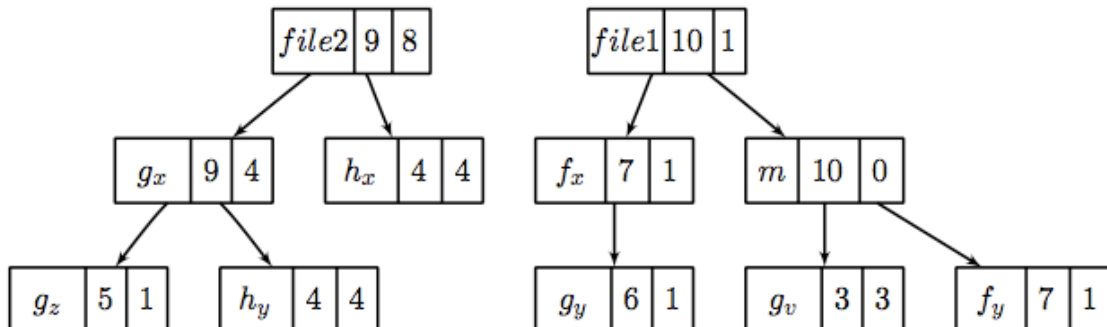 file2 9 8 file1 10 1
g_x 9 4 h_x 4 4 f_x 7 1 m 10 0
g_z 5 1 h_y 4 4 g_y 6 1 g_v 3 3 f_y 7 1